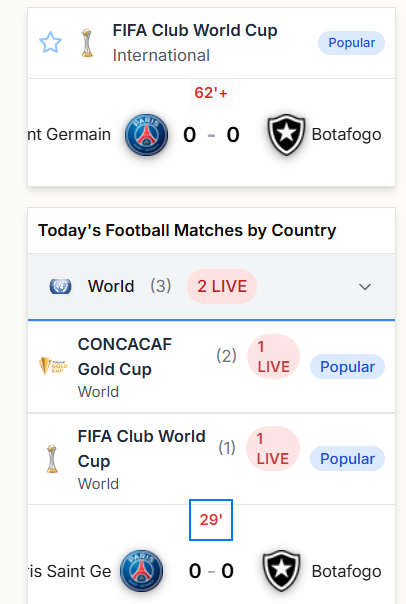 FIFA Club World Cup
International
Popular
62'+
nt Germain 0 - 0 Botafogo
Today's Football Matches by Country
World (3) 2 LIVE
CONCACAF
Gold Cup
World
(2)
1
LIVE
Popular
FIFA Club World
Cup
World
(1)
1
LIVE
Popular
29'
ris Saint Ge 0 - 0 Botafogo